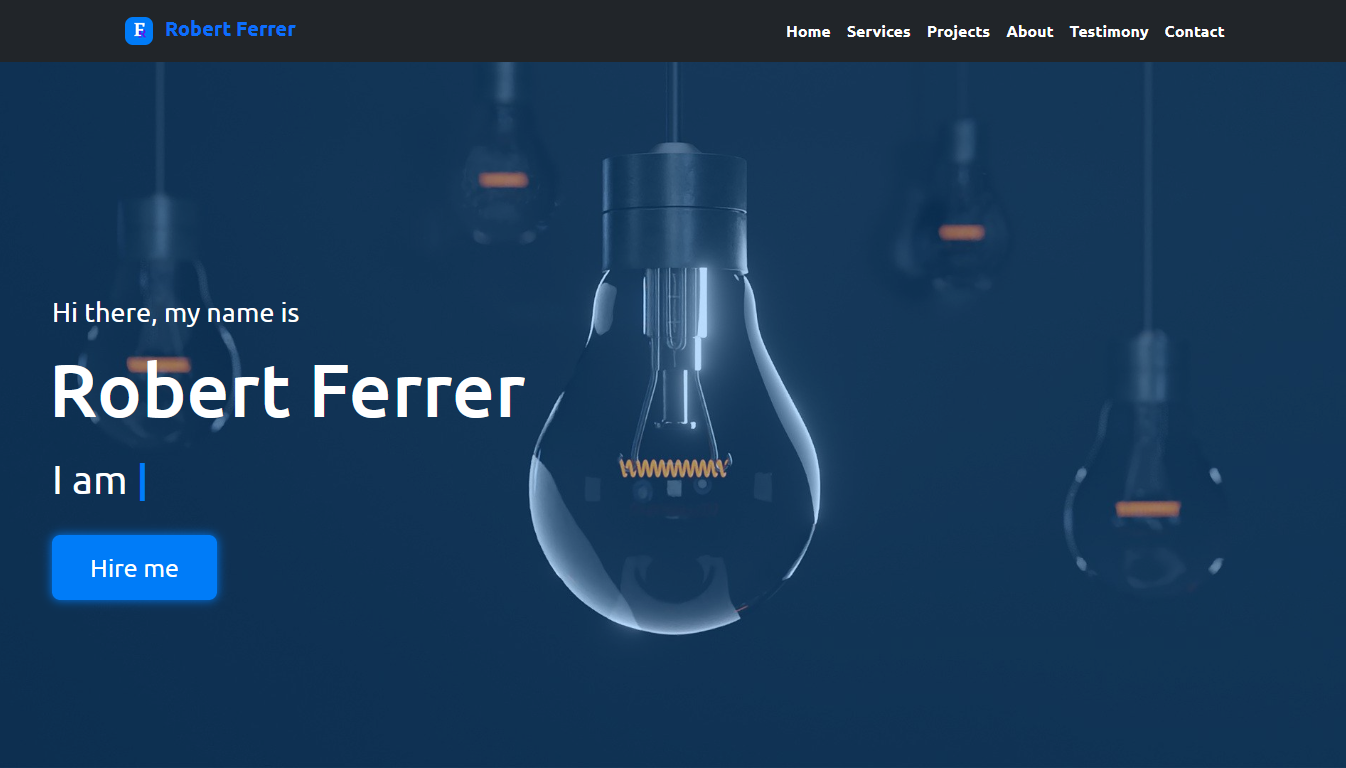 F Robert Ferrer
Home Services Projects About Testimony Contact
Hi there, my name is
Robert Ferrer
I am
Hire me